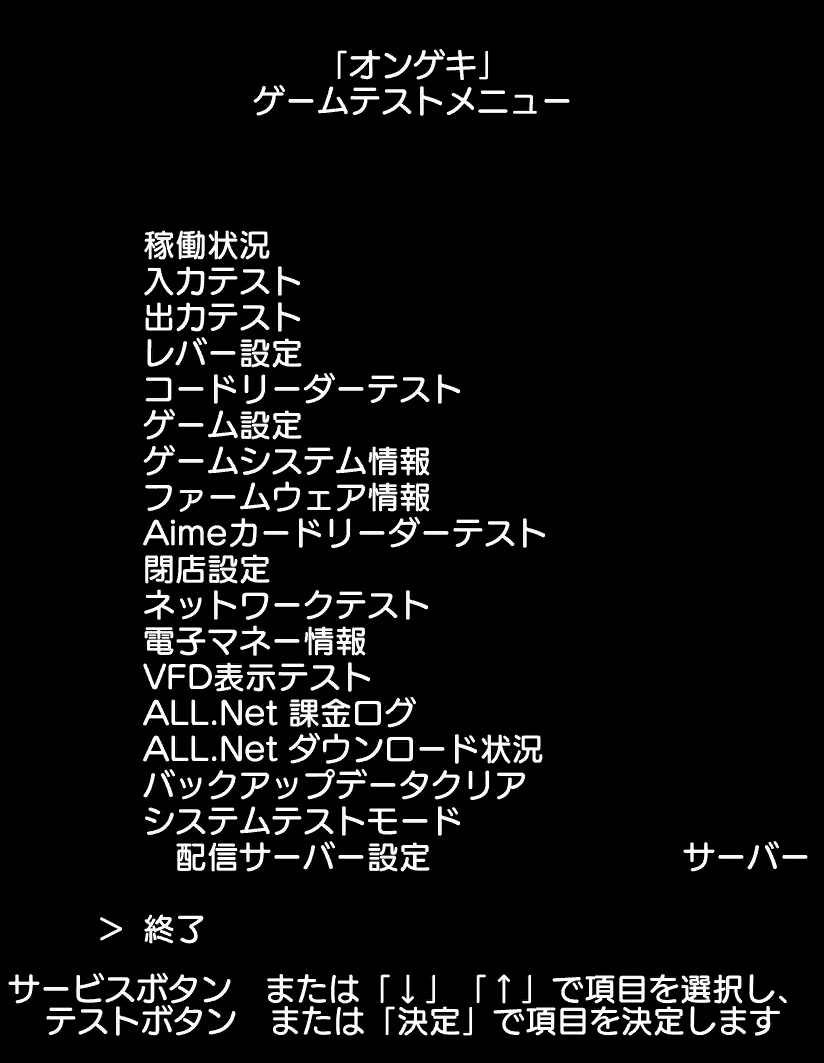 「オンゲキ」
ゲームテストメニュー
稼働状況
入力テスト
出力テスト
レバー設定
コードリーダーテスト
ゲーム設定
ゲームシステム情報
ファームウェア情報
Aimeカードリーダーテスト
閉店設定
ネットワークテスト
電子マネー情報
VFD表示テスト
ALL.Net 課金ログ
ALL.Net ダウンロード状況
バックアップデータクリア
システムテストモード
配信サーバー設定 サーバー
> 終了
サービスボタン または「↓」「↑」で項目を選択し、
テストボタン または「決定」で項目を決定します